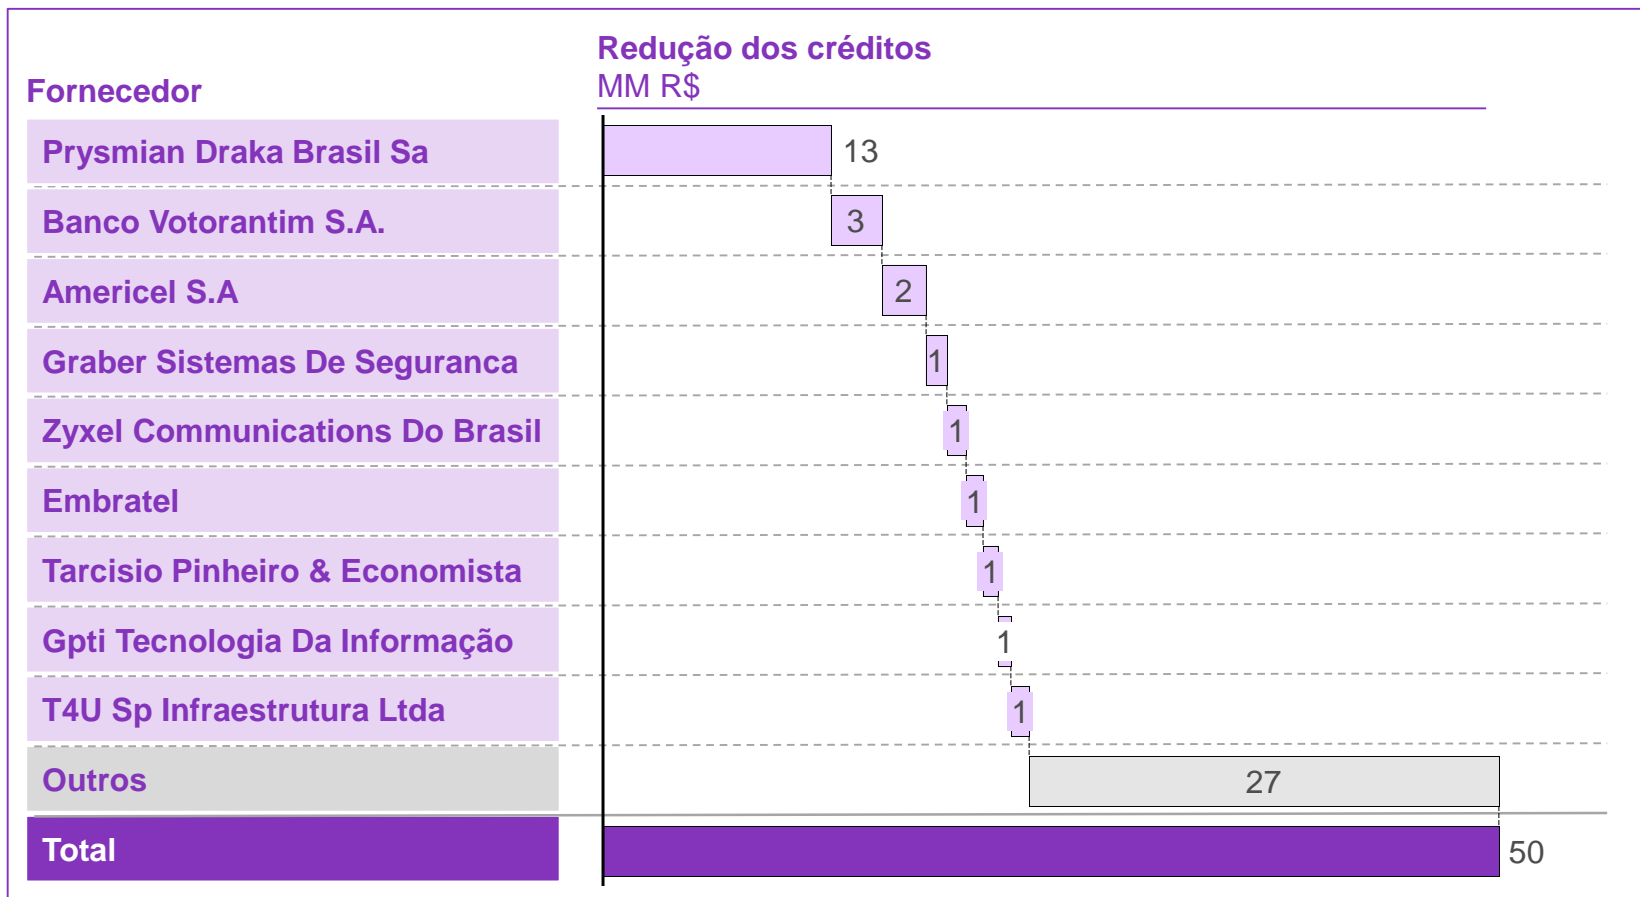 Redução dos créditos
MM R$
Fornecedor
Prysmian Draka Brasil Sa 13
Banco Votorantim S.A. 3
Americel S.A 2
Graber Sistemas De Seguranca 1
Zyxel Communications Do Brasil 1
Embratel 1
Tarcisio Pinheiro & Economista 1
Gpti Tecnologia Da Informação 1
T4U Sp Infraestrutura Ltda 1
Outros 27
Total 50